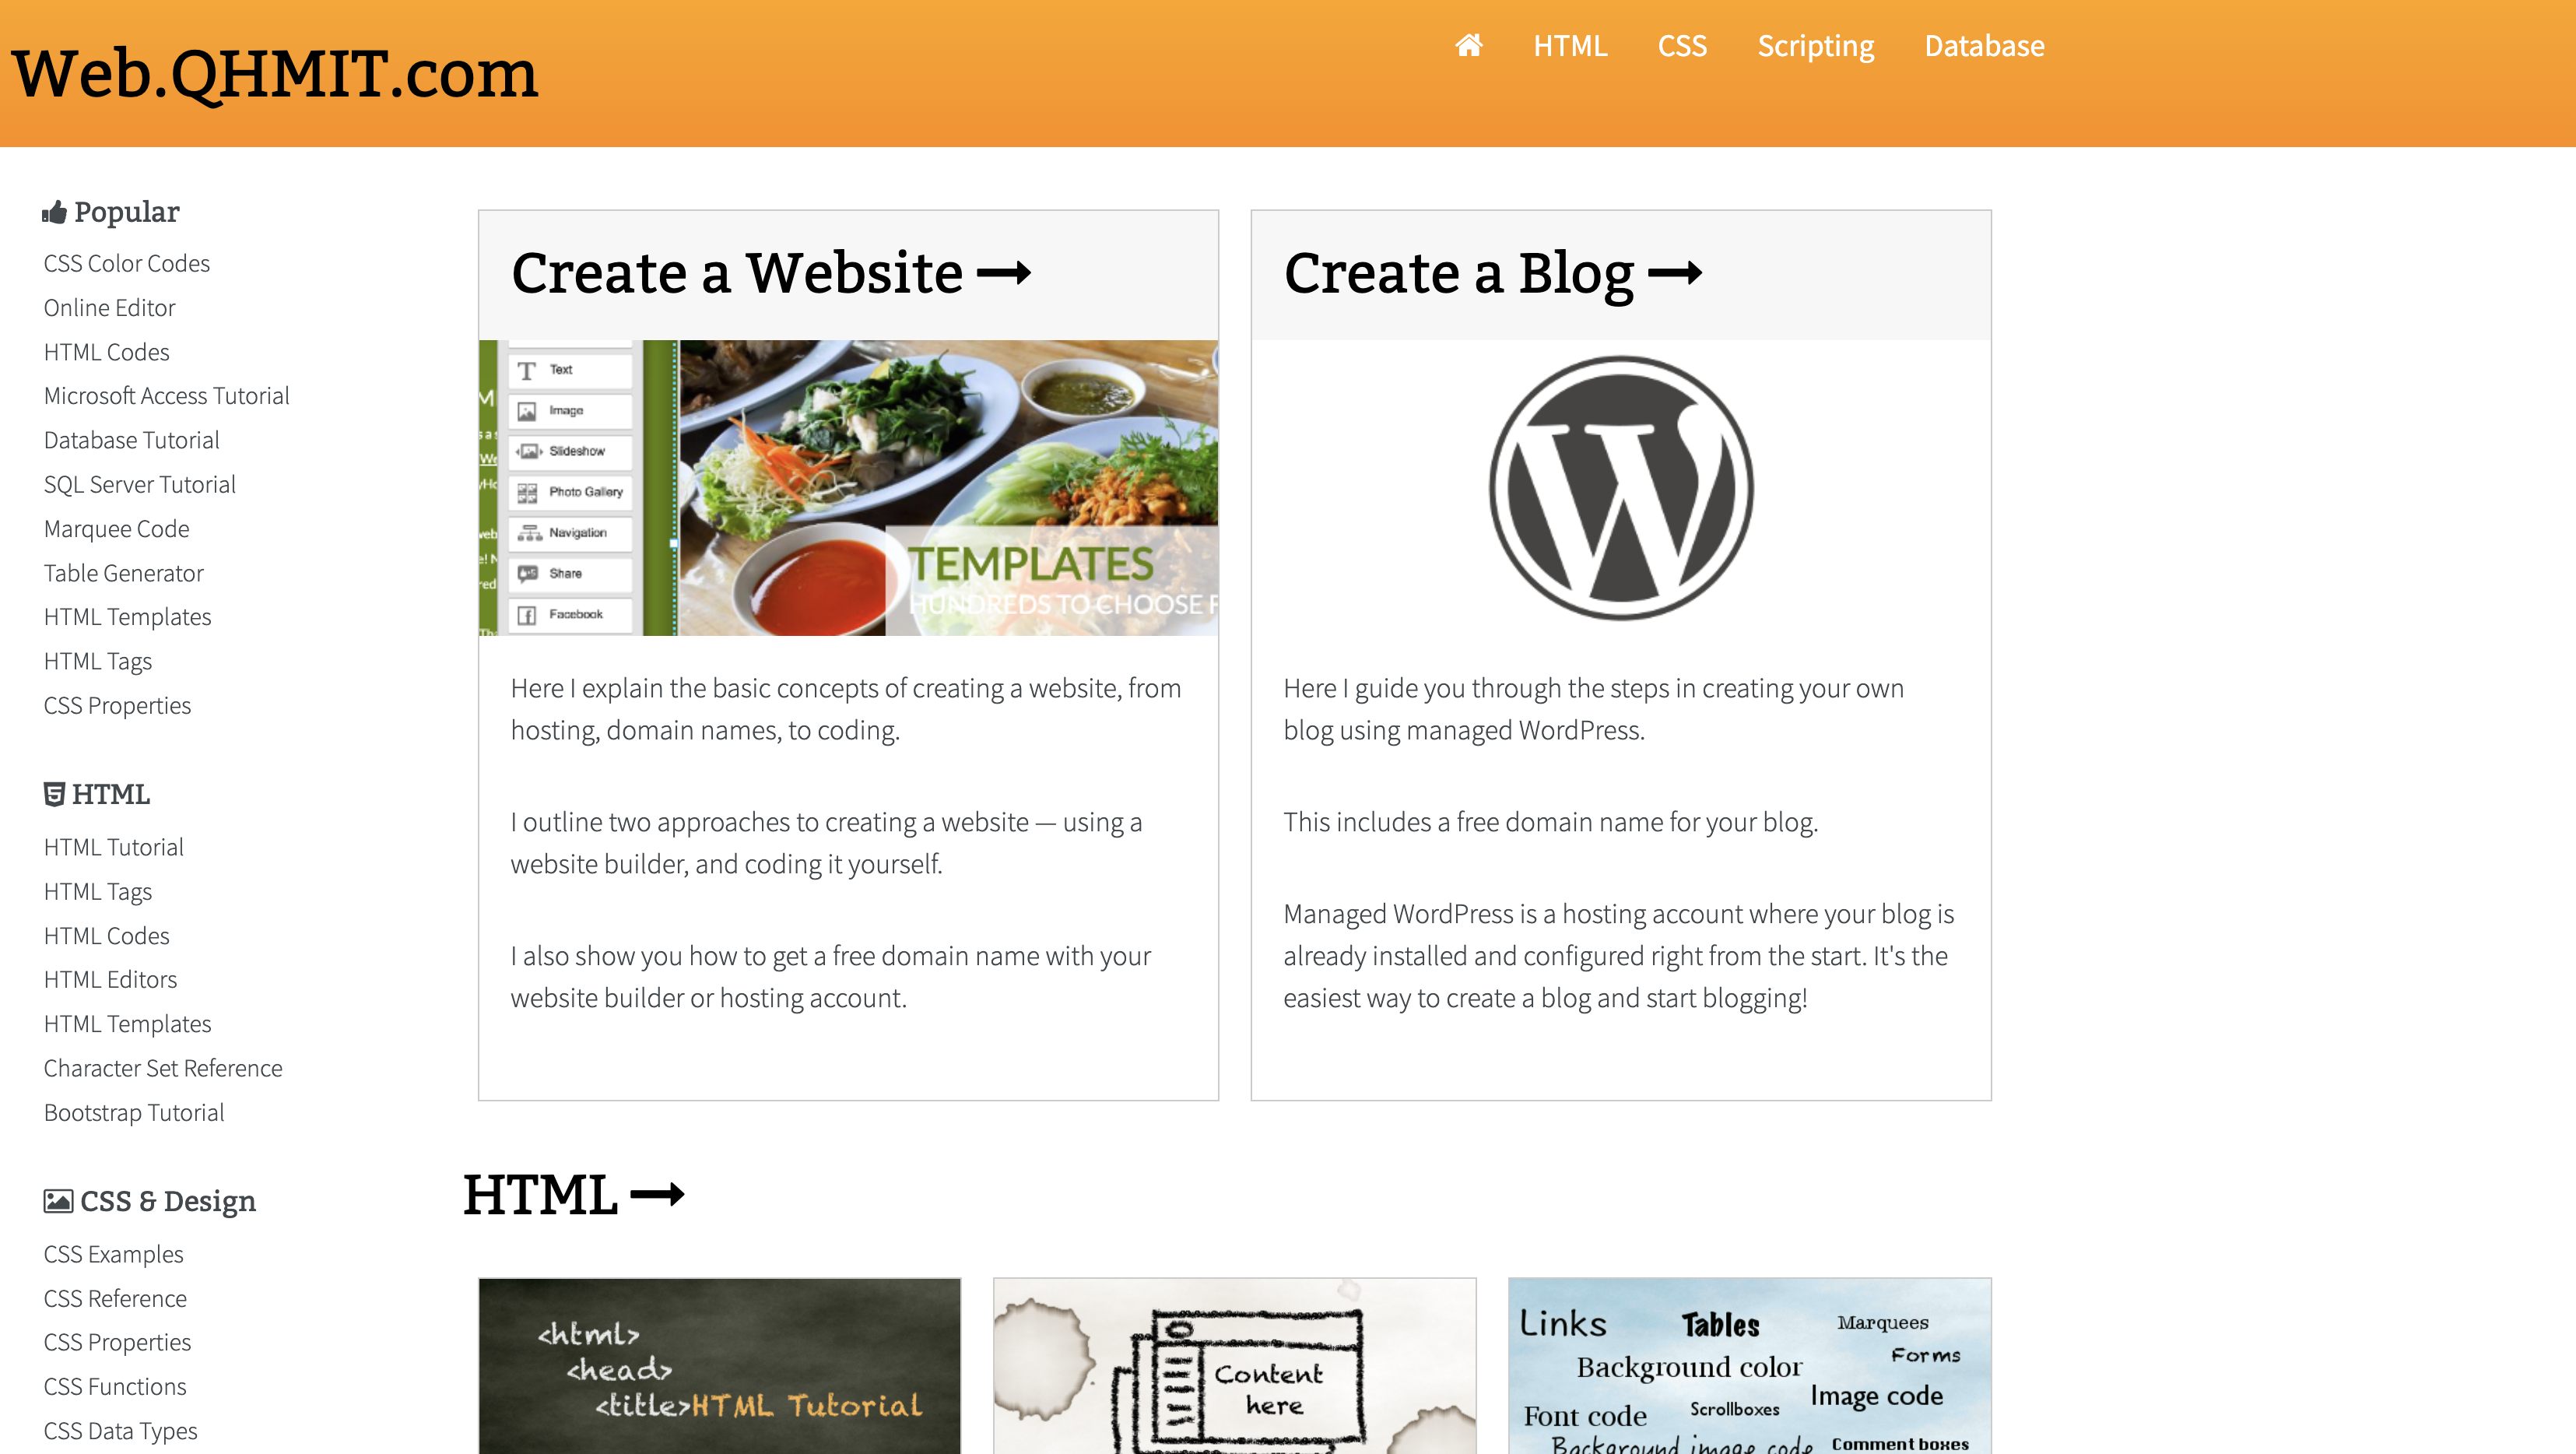 Web.QHMIT.com
HTML CSS Scripting Database
Popular
CSS Color Codes
Online Editor
HTML Codes
Microsoft Access Tutorial
Database Tutorial
SQL Server Tutorial
Marquee Code
Table Generator
HTML Templates
HTML Tags
CSS Properties
HTML
HTML Tutorial
HTML Tags
HTML Codes
HTML Editors
HTML Templates
Character Set Reference
Bootstrap Tutorial
CSS & Design
CSS Examples
CSS Reference
CSS Properties
CSS Functions
CSS Data Types
Create a Website
Text
Image
Slideshow
Photo Gallery
Navigation
Share
Facebook
TEMPLATES
HUNDREDS TO CHOOSE F
Here I explain the basic concepts of creating a website, from
hosting, domain names, to coding.
I outline two approaches to creating a website — using a
website builder, and coding it yourself.
I also show you how to get a free domain name with your
website builder or hosting account.
Create a Blog
W
Here I guide you through the steps in creating your own
blog using managed WordPress.
This includes a free domain name for your blog.
Managed WordPress is a hosting account where your blog is
already installed and configured right from the start. It's the
easiest way to create a blog and start blogging!
HTML
<html>
<head>
<title>HTML Tutorial
Content
here
Links Tables Marquees
Forms
Background color
Image code
Scrollboxes
Font code
Comment boxes
Background image code